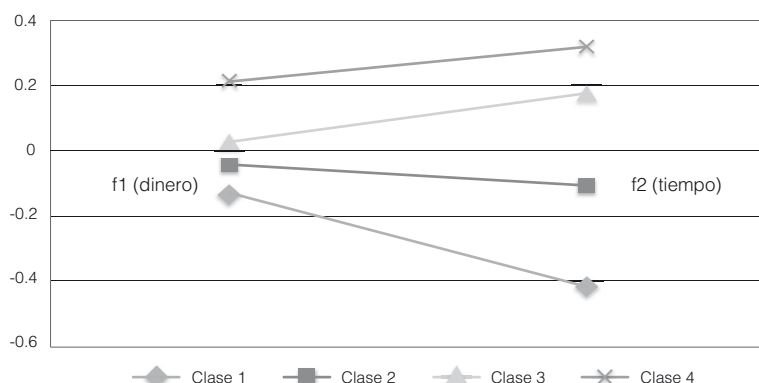 0.4
0.2
0
f1 (dinero)
f2 (tiempo)
-0.2
-0.4
-0.6
Clase 1 Clase 2 Clase 3 Clase 4